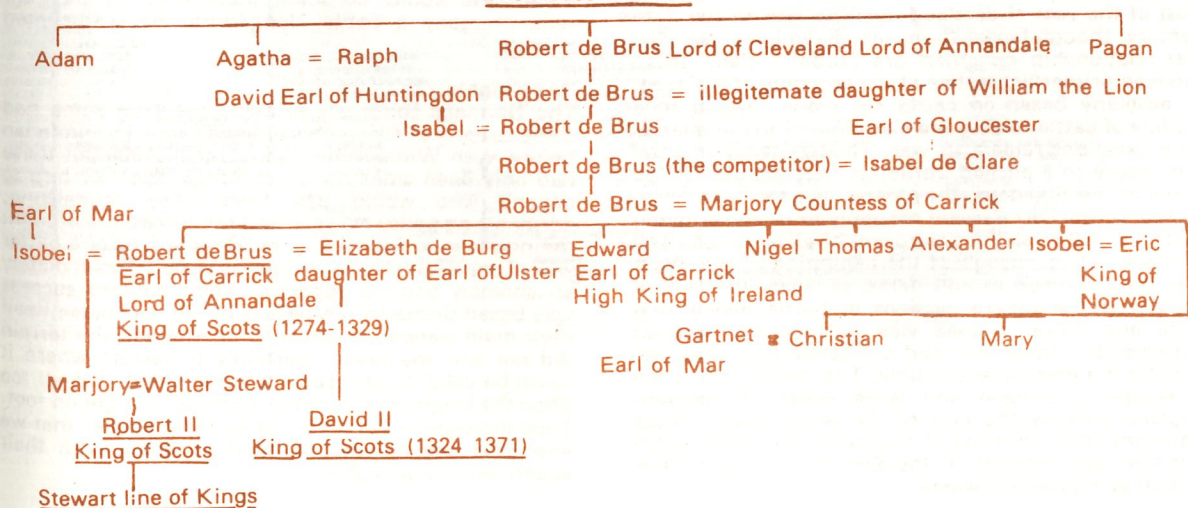 Adam
Agatha = Ralph
Robert de Brus Lord of Cleveland Lord of Annandale
Pagan
David Earl of Huntingdon
Robert de Brus = illegitemate daughter of William the Lion
Isabel = Robert de Brus
Earl of Gloucester
Robert de Brus (the competitor) = Isabel de Clare
Robert de Brus = Marjory Countess of Carrick
Earl of Mar
Isobel = Robert de Brus = Elizabeth de Burg
Edward
Nigel
Thomas
Alexander
Isobel = Eric
Earl of Carrick
daughter of Earl of Ulster
Earl of Carrick
King of
Lord of Annandale
High King of Ireland
Norway
King of Scots (1274-1329)
Gartnet = Christian
Mary
Earl of Mar
Marjory=Walter Steward
Robert II
David II
King of Scots
King of Scots (1324 1371)
Stewart line of Kings